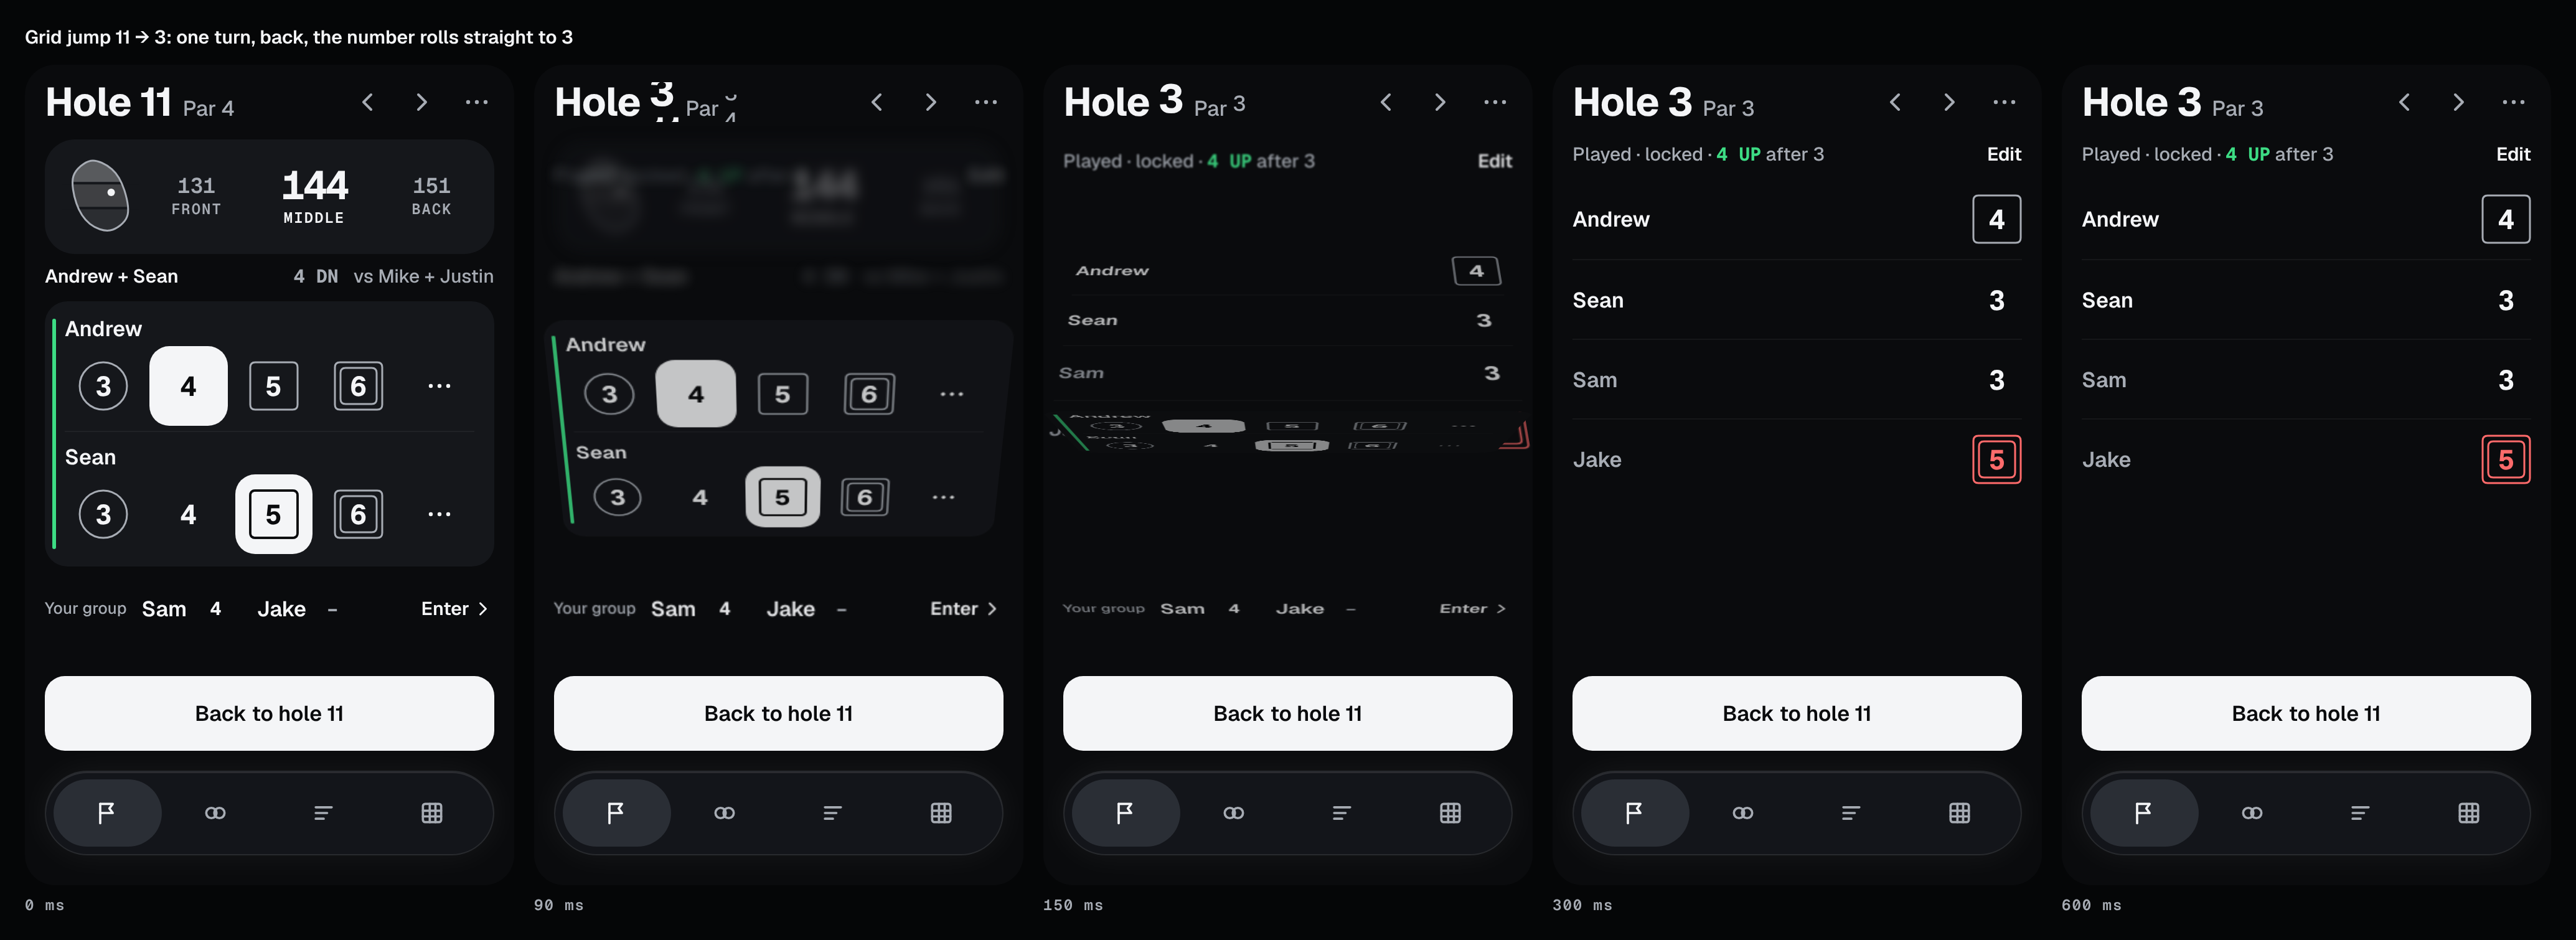 Grid jump 11 → 3: one turn, back, the number rolls straight to 3
Hole 11 Par 4
131 144 151
FRONT MIDDLE BACK
Andrew + Sean 4 DN vs Mike + Justin
Andrew
3 4 5 6 ···
Sean
3 4 5 6 ···
Your group Sam 4 Jake – Enter >
Back to hole 11
0 ms
Hole 3 Par
144
Andrew
3 4 5 6 ···
Sean
3 4 5 6 ···
Your group Sam 4 Jake – Enter >
Back to hole 11
90 ms
Hole 3 Par 3
Played · locked · 4 UP after 3 Edit
Andrew 4
Sean 3
Sam 3
Your group Sam 4 Jake – Enter >
Back to hole 11
150 ms
Hole 3 Par 3
Played · locked · 4 UP after 3 Edit
Andrew 4
Sean 3
Sam 3
Jake 5
Back to hole 11
300 ms
Hole 3 Par 3
Played · locked · 4 UP after 3 Edit
Andrew 4
Sean 3
Sam 3
Jake 5
Back to hole 11
600 ms